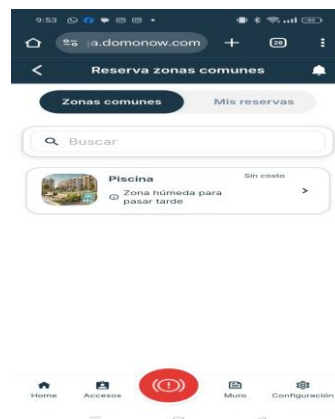 9:53
a.domonow.com
28
Reserva zonas comunes
Zonas comunes
Mis reservas
Buscar
Piscina
Sin costo
Zona húmeda para
pasar tarde
Home
Accesos
Muro
Configuración